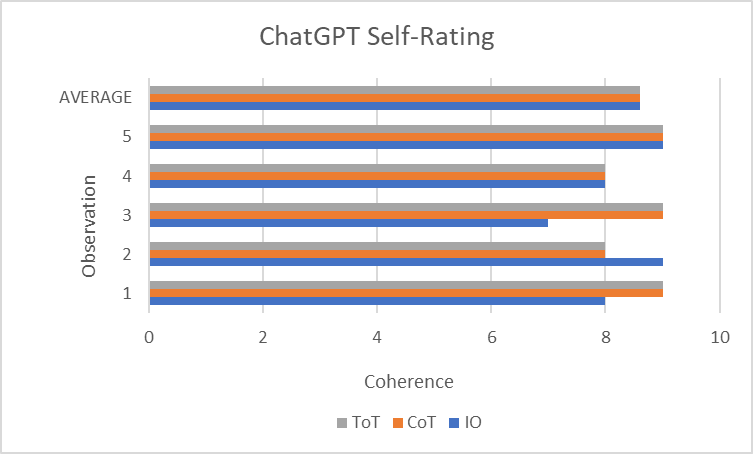 ChatGPT Self-Rating
AVERAGE
5
4
3
2
1
Observation
0 2 4 6 8 10
Coherence
ToT CoT IO